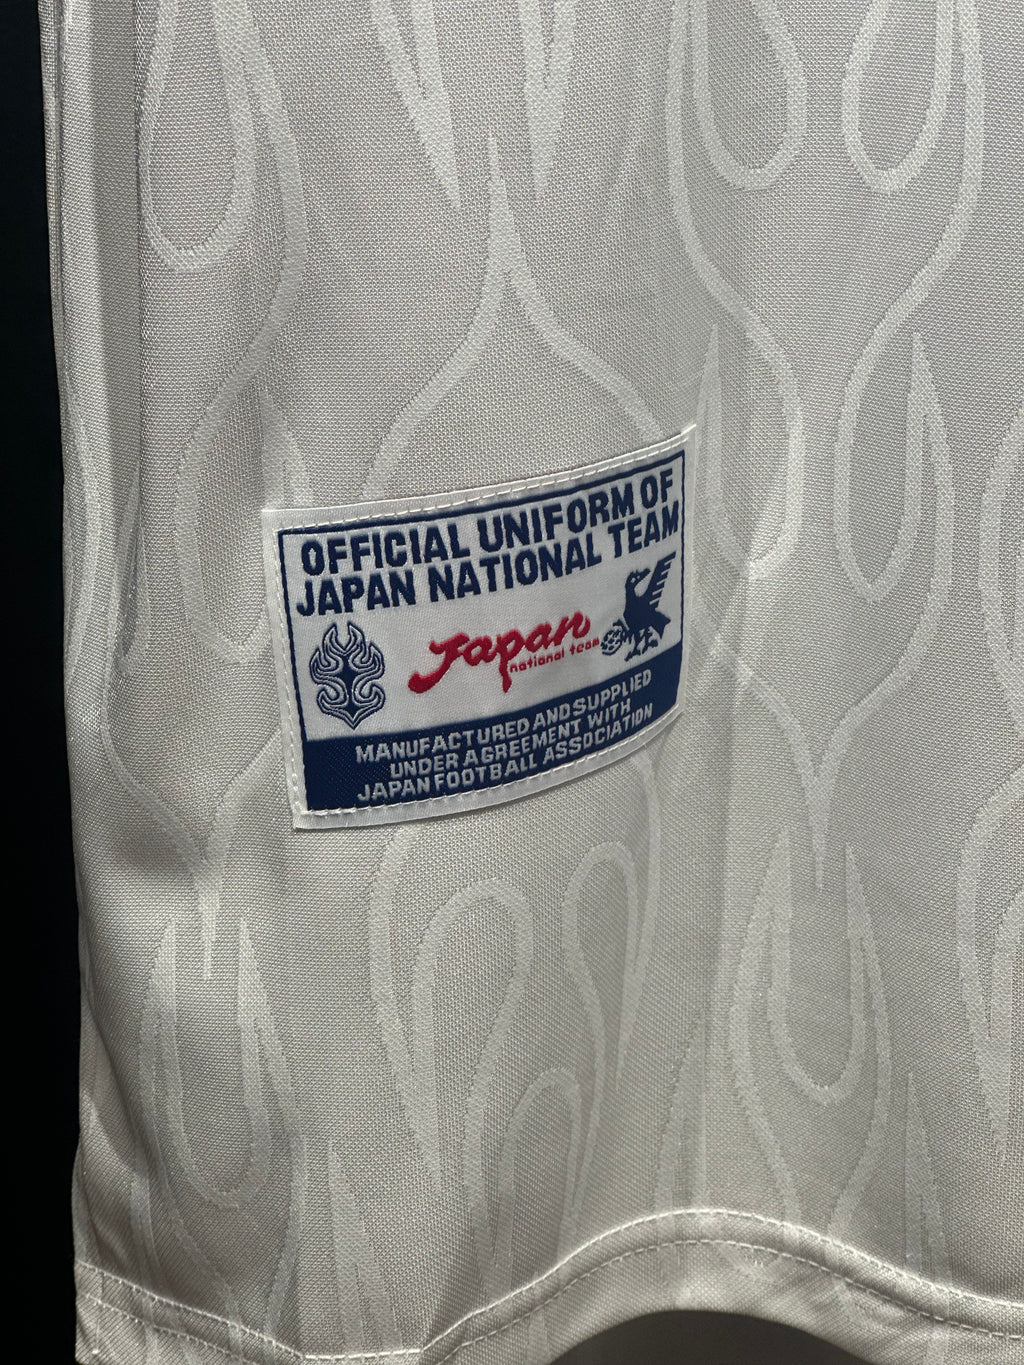 OFFICIAL UNIFORM OF
JAPAN NATIONAL TEAM
Japan
national team
MANUFACTURED AND SUPPLIED
UNDER AGREEMENT WITH
JAPAN FOOTBALL ASSOCIATION